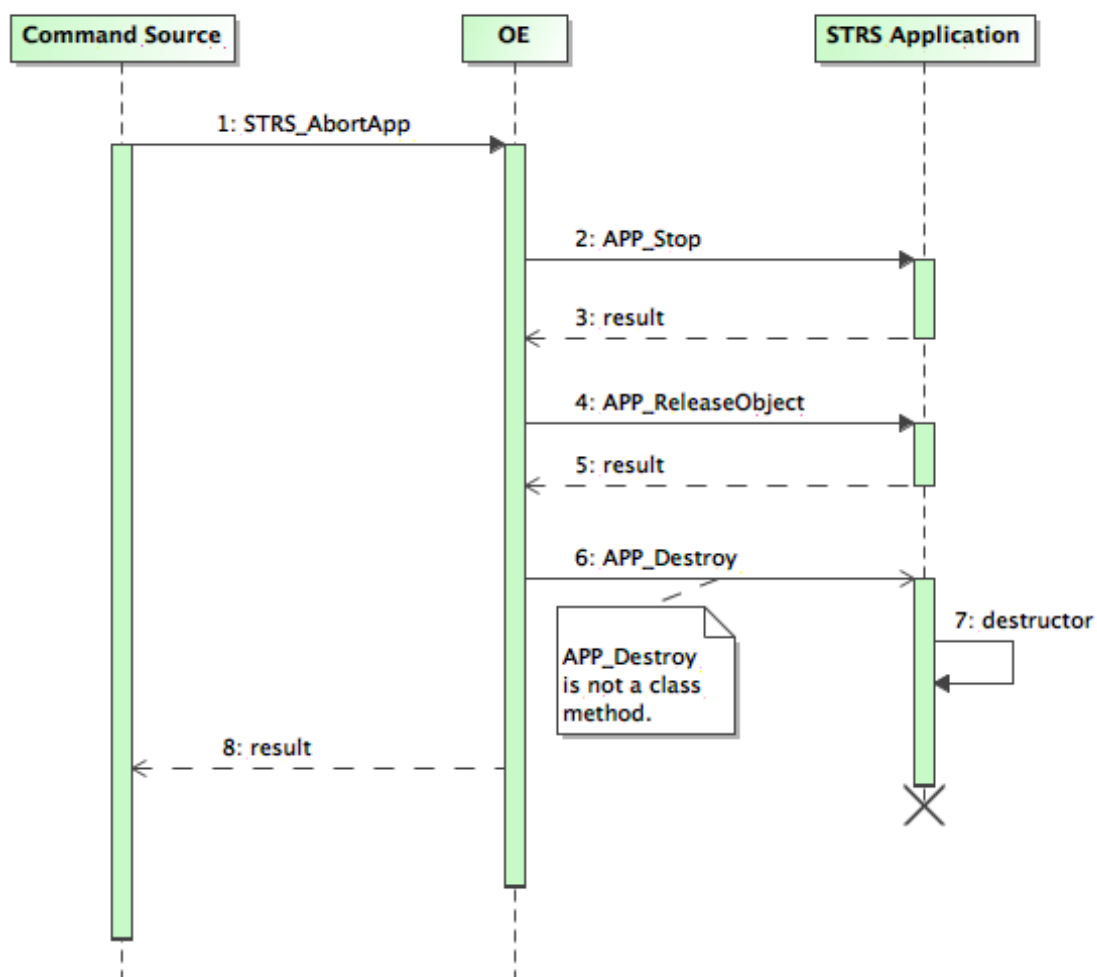 Command Source
OE
STRS Application
1: STRS_AbortApp
2: APP_Stop
3: result
4: APP_ReleaseObject
5: result
6: APP_Destroy
7: destructor
APP_Destroy
is not a class
method.
8: result